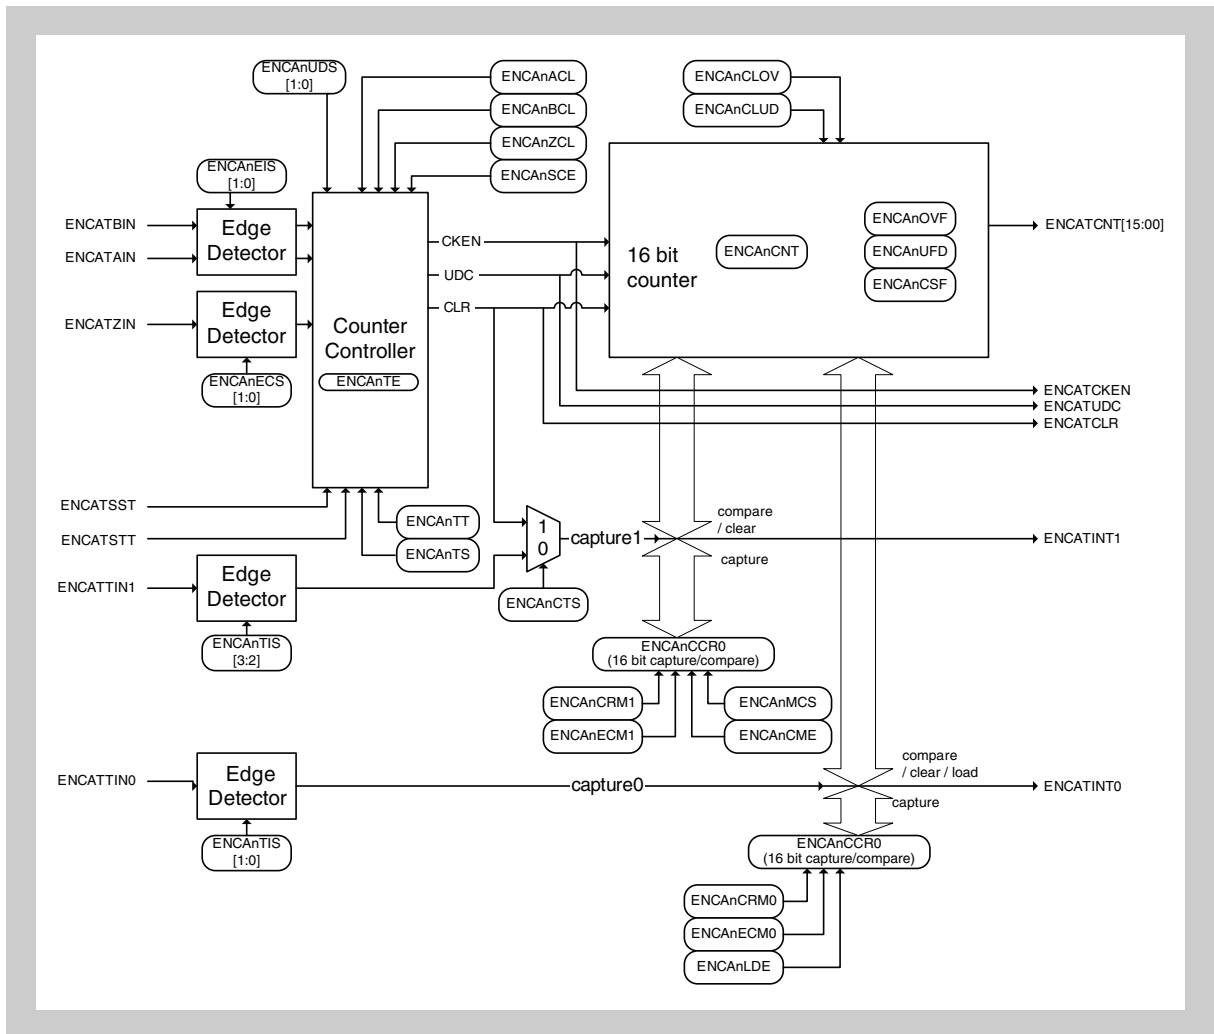 ENCAnUDS
[1:0]
ENCAnACL
ENCAnBCL
ENCAnZCL
ENCAnSCE
ENCAnCLOV
ENCAnCLUD
ENCAnEIS
[1:0]
ENCATBIN
ENCATAIN
Edge
Detector
ENCATZIN
Edge
Detector
ENCAnECS
[1:0]
Counter
Controller
ENCAnTE
CKEN
UDC
CLR
16 bit
counter
ENCAnCNT
ENCAnOVF
ENCAnUFD
ENCAnCSF
ENCATCNT[15:00]
ENCATCKEN
ENCATUDC
ENCATCLR
ENCATSST
ENCATSTT
ENCAnTT
ENCAnTS
1
0
capture1
compare
/ clear
capture
ENCATINT1
ENCATTIN1
Edge
Detector
ENCAnTIS
[3:2]
ENCAnCTS
ENCAnCCR0
(16 bit capture/compare)
ENCAnCRM1
ENCAnECM1
ENCAnMCS
ENCAnCME
ENCATTIN0
Edge
Detector
ENCAnTIS
[1:0]
capture0
compare
/ clear / load
capture
ENCATINT0
ENCAnCCR0
(16 bit capture/compare)
ENCAnCRM0
ENCAnECM0
ENCAnLDE